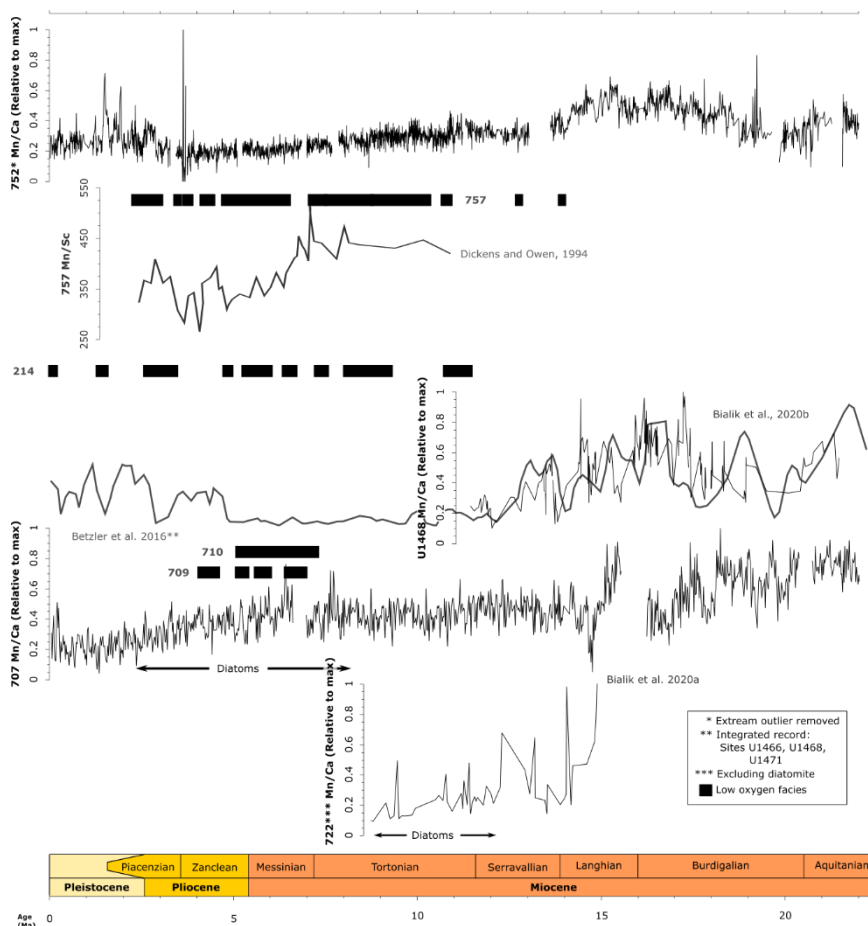 752* Mn/Ca (Relative to max)
1
0.8
0.6
0.4
0.2
0
757
757 Mn/Sc
550
450
350
250
Dickens and Owen, 1994
214
U1468 Mn/Ca (Relative to max)
1
0.8
0.6
0.4
0.2
0
Bialik et al., 2020b
Betzler et al. 2016**
707 Mn/Ca (Relative to max)
1
0.8
0.6
0.4
0.2
0
710
709
Diatoms
722*** Mn/Ca (Relative to max)
1
0.8
0.6
0.4
0.2
0
Bialik et al. 2020a
Diatoms
* Extream outlier removed
** Integrated record:
Sites U1466, U1468,
U1471
*** Excluding diatomite
Low oxygen facies
Piacenzian Zanclean Messinian Tortonian Serravallian Langhian Burdigalian Aquitanian
Pleistocene Pliocene Miocene
Age
(Ma)
0 5 10 15 20